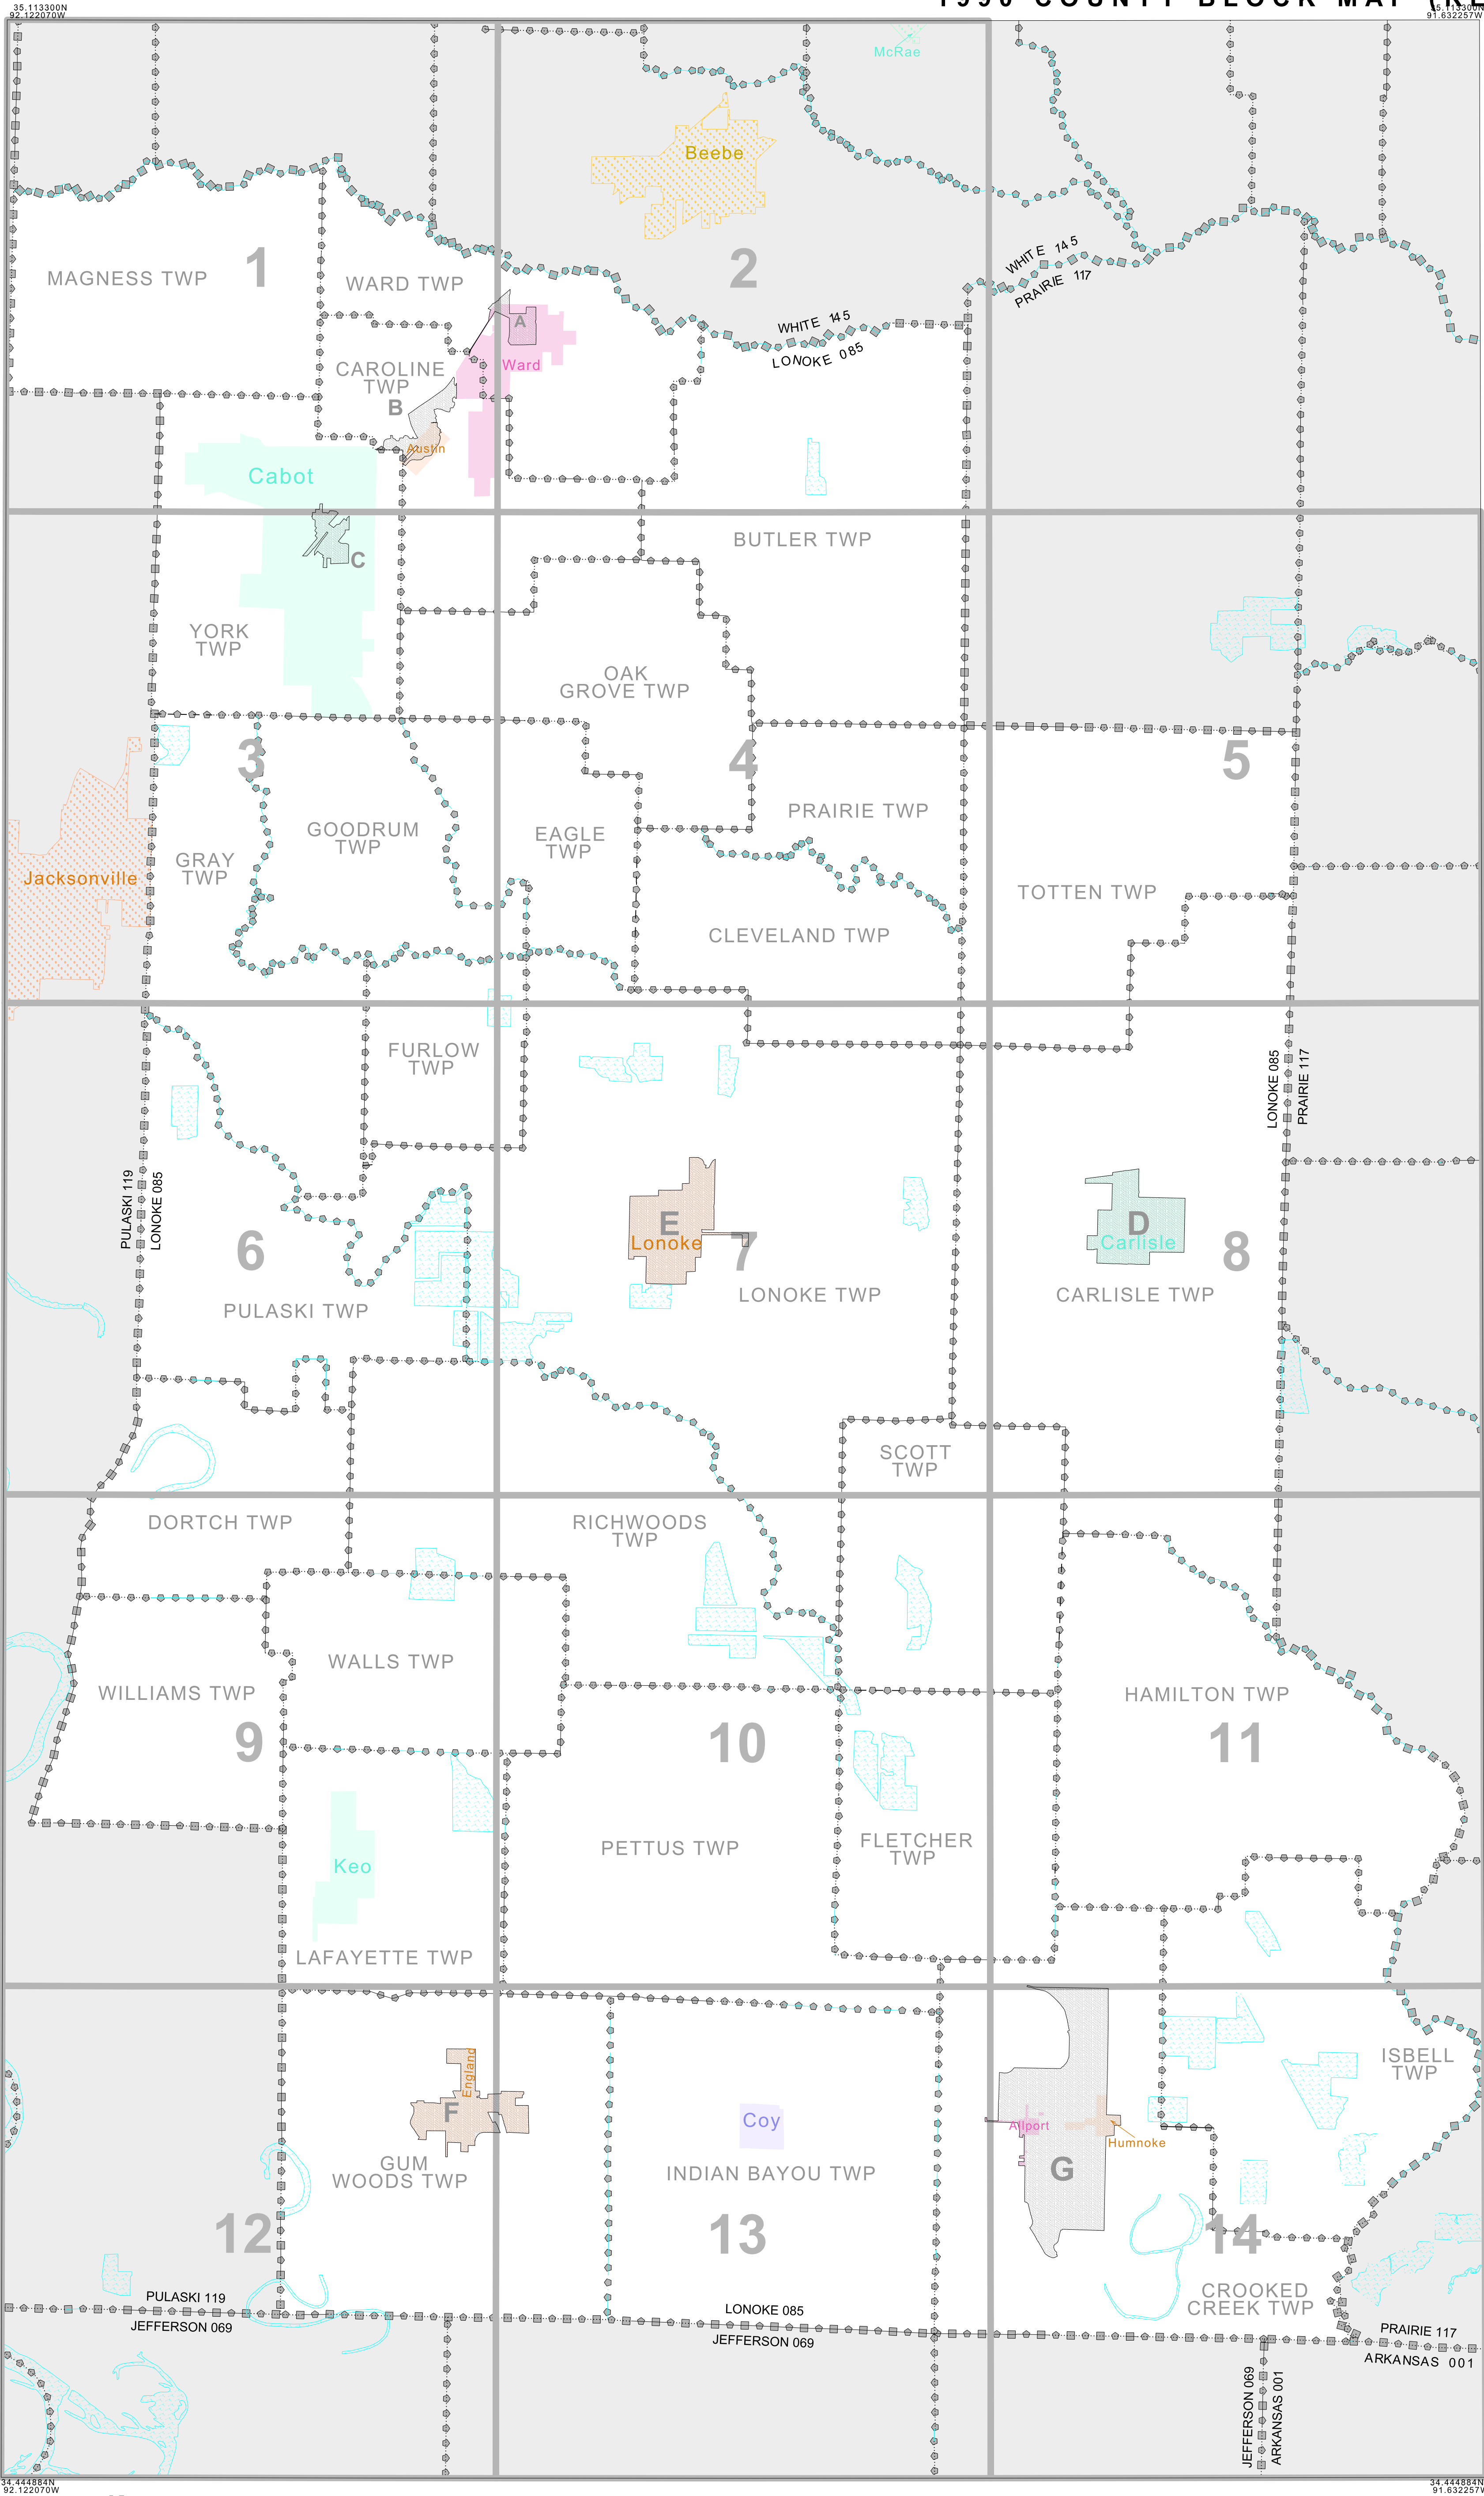 1990 COUNTY BLOCK MAP
35.113300N
92.122070W
35.113300N
91.632257W
McRae
Beebe
1
2
MAGNESS TWP
WARD TWP
WHITE 145
PRAIRIE 117
A
WHITE 145
LONOKE 085
Ward
CAROLINE
TWP
B
Austin
Cabot
BUTLER TWP
C
YORK
TWP
OAK
GROVE TWP
3
4
5
PRAIRIE TWP
GOODRUM
TWP
EAGLE
TWP
GRAY
TWP
Jacksonville
TOTTEN TWP
CLEVELAND TWP
FURLOW
TWP
LONOKE 085
PRAIRIE 117
PULASKI 119
LONOKE 085
E
Lonoke
D
Carlisle
6
7
8
PULASKI TWP
LONOKE TWP
CARLISLE TWP
SCOTT
TWP
DORTCH TWP
RICHWOODS
TWP
WALLS TWP
WILLIAMS TWP
HAMILTON TWP
9
10
11
PETTUS TWP
FLETCHER
TWP
Keo
LAFAYETTE TWP
England
ISBELL
TWP
F
Coy
Allport
Humnoke
GUM
WOODS TWP
INDIAN BAYOU TWP
G
12
13
14
CROOKED
CREEK TWP
PULASKI 119
JEFFERSON 069
LONOKE 085
JEFFERSON 069
PRAIRIE 117
ARKANSAS 001
JEFFERSON 069
ARKANSAS 001
34.444884N
92.122070W
34.444884N
91.632257W